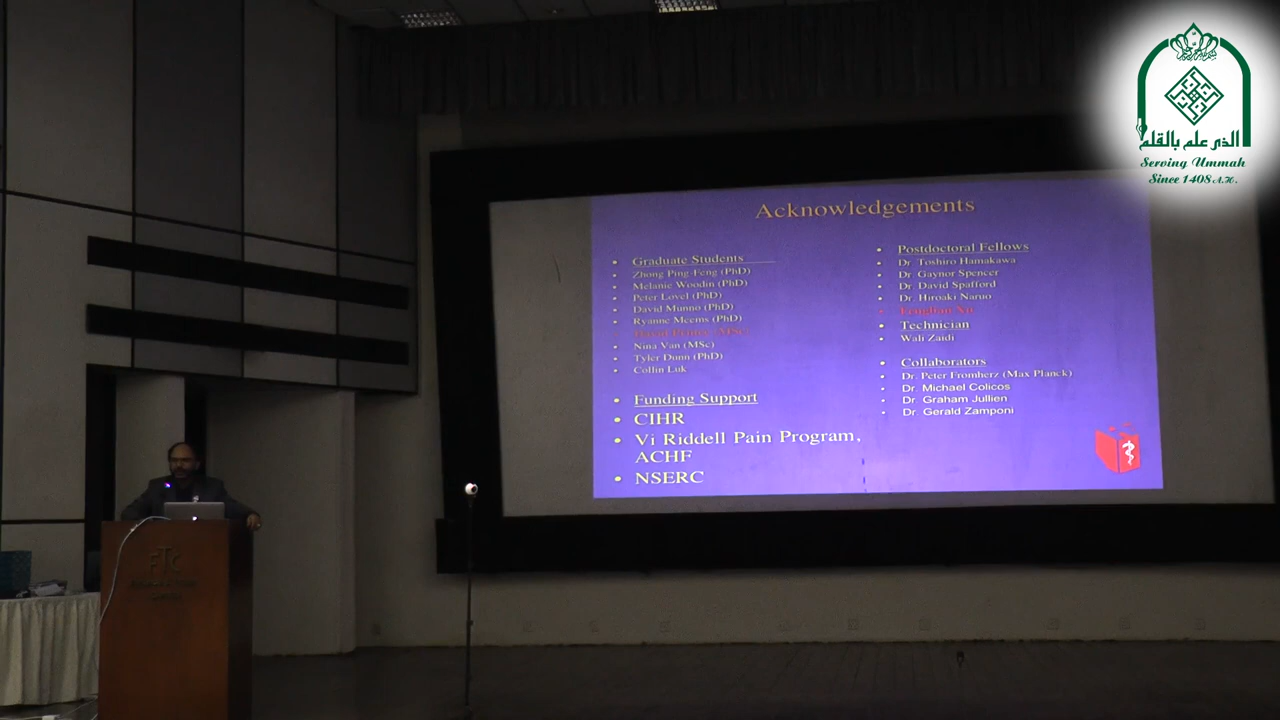 الذي علم بالقلم
Serving Ummah
Since 1408 A.H.
Acknowledgements
Graduate Students
Zhong Ping-Feng (PhD)
Melanie Woodin (PhD)
Peter Lovel (PhD)
David Munno (PhD)
Ryanne Meems (PhD)
(MSc)
Nina Van (MSc)
Tyler Dunn (PhD)
Collin Luk
Funding Support
CIHR
Vi Riddell Pain Program,
ACHF
NSERC
Postdoctoral Fellows
Dr. Toshiro Hamakawa
Dr. Gaynor Spencer
Dr. David Spafford
Dr. Hiroaki Naruo
Technician
Wali Zaidi
Collaborators
Dr. Peter Fromherz (Max Planck)
Dr. Michael Colicos
Dr. Graham Jullien
Dr. Gerald Zamponi
FTC